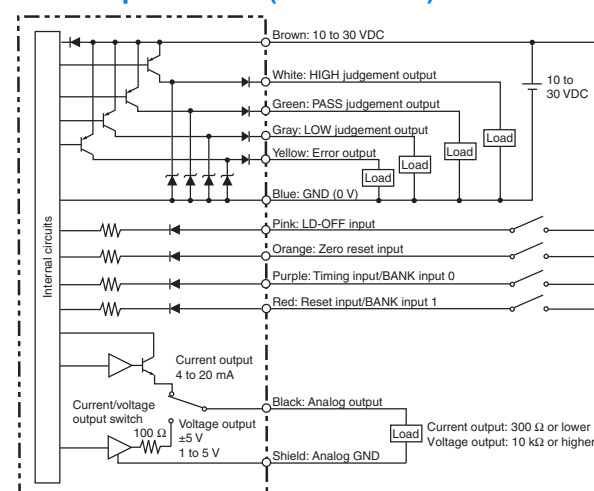 Brown: 10 to 30 VDC
White: HIGH judgement output
10 to
30 VDC
Green: PASS judgement output
Load
Gray: LOW judgement output
Load
Yellow: Error output
Load
Load
Blue: GND (0 V)
Pink: LD-OFF input
Internal circuits
Orange: Zero reset input
Purple: Timing input/BANK input 0
Red: Reset input/BANK input 1
Current output
4 to 20 mA
Current/voltage
output switch
Black: Analog output
100 Ω
Voltage output
±5 V
1 to 5 V
Load
Current output: 300 Ω or lower
Voltage output: 10 kΩ or higher
Shield: Analog GND